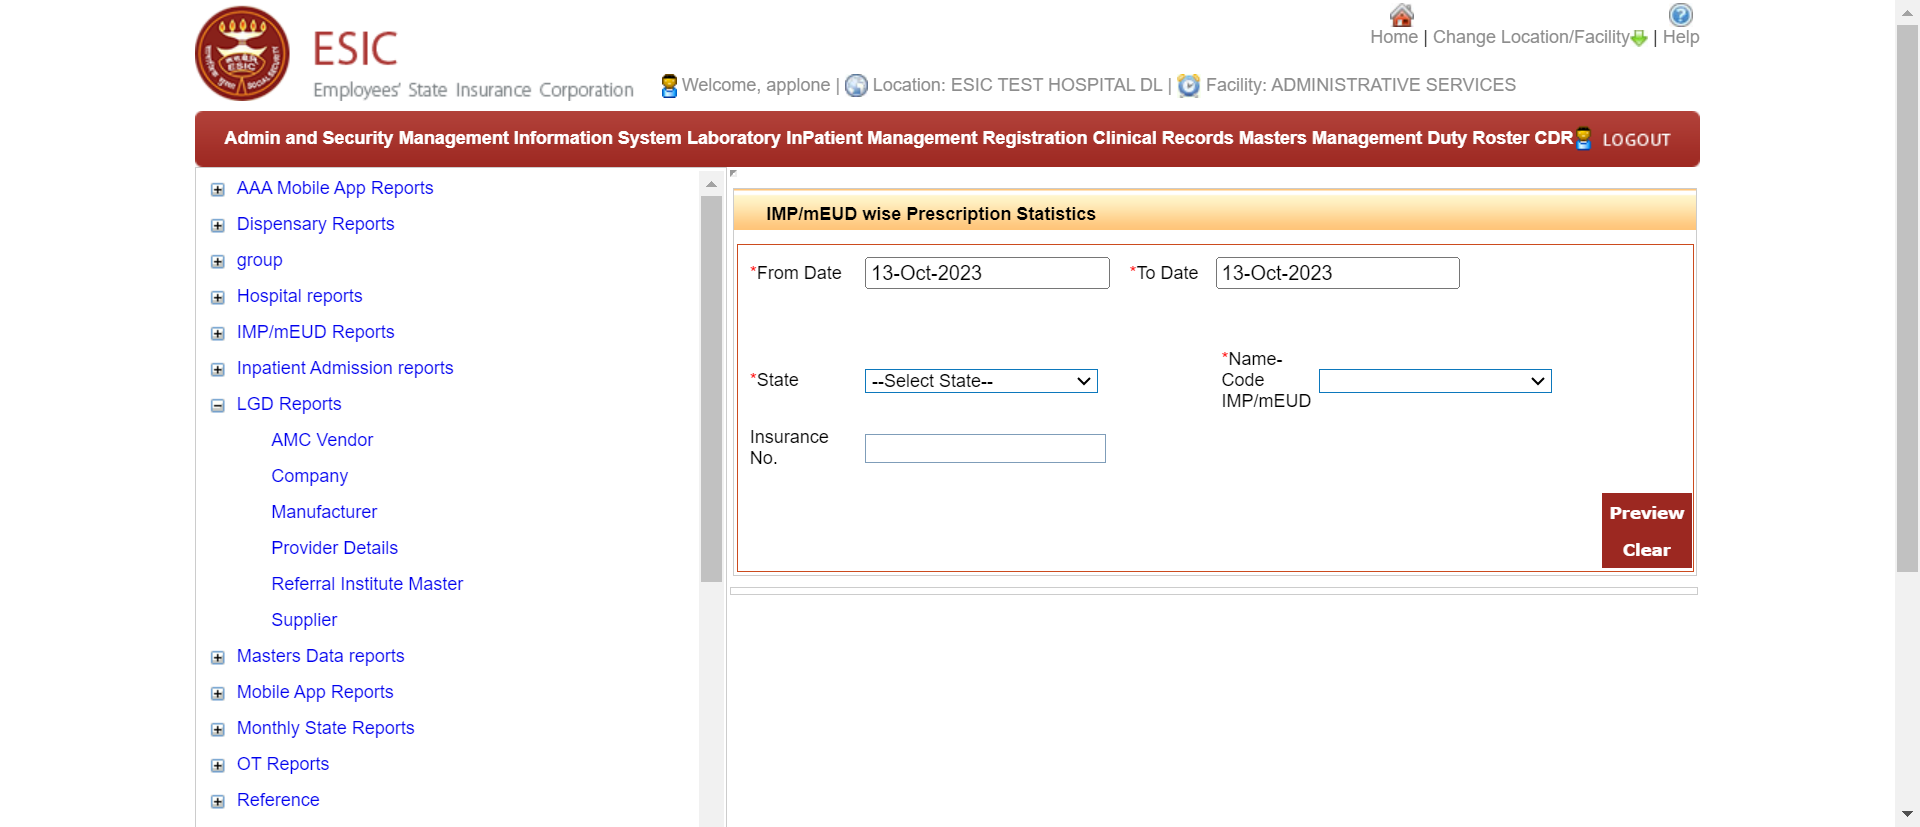 ESIC
Employees' State Insurance Corporation
Home | Change Location/Facility | Help
Welcome, applone | Location: ESIC TEST HOSPITAL DL | Facility: ADMINISTRATIVE SERVICES
Admin and Security Management Information System Laboratory InPatient Management Registration Clinical Records Masters Management Duty Roster CDR LOGOUT
AAA Mobile App Reports
Dispensary Reports
group
Hospital reports
IMP/mEUD Reports
Inpatient Admission reports
LGD Reports
AMC Vendor
Company
Manufacturer
Provider Details
Referral Institute Master
Supplier
Masters Data reports
Mobile App Reports
Monthly State Reports
OT Reports
Reference
IMP/mEUD wise Prescription Statistics
*From Date 13-Oct-2023 *To Date 13-Oct-2023
*State --Select State-- *Name-
Code
IMP/mEUD
Insurance
No.
Preview
Clear